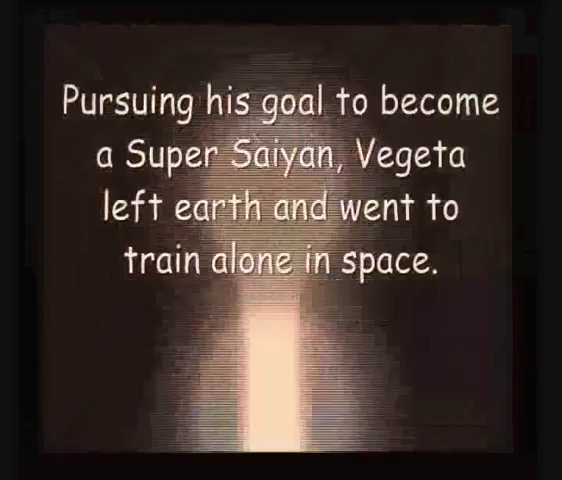 Pursuing his goal to become
a Super Saiyan, Vegeta
left earth and went to
train alone in space.